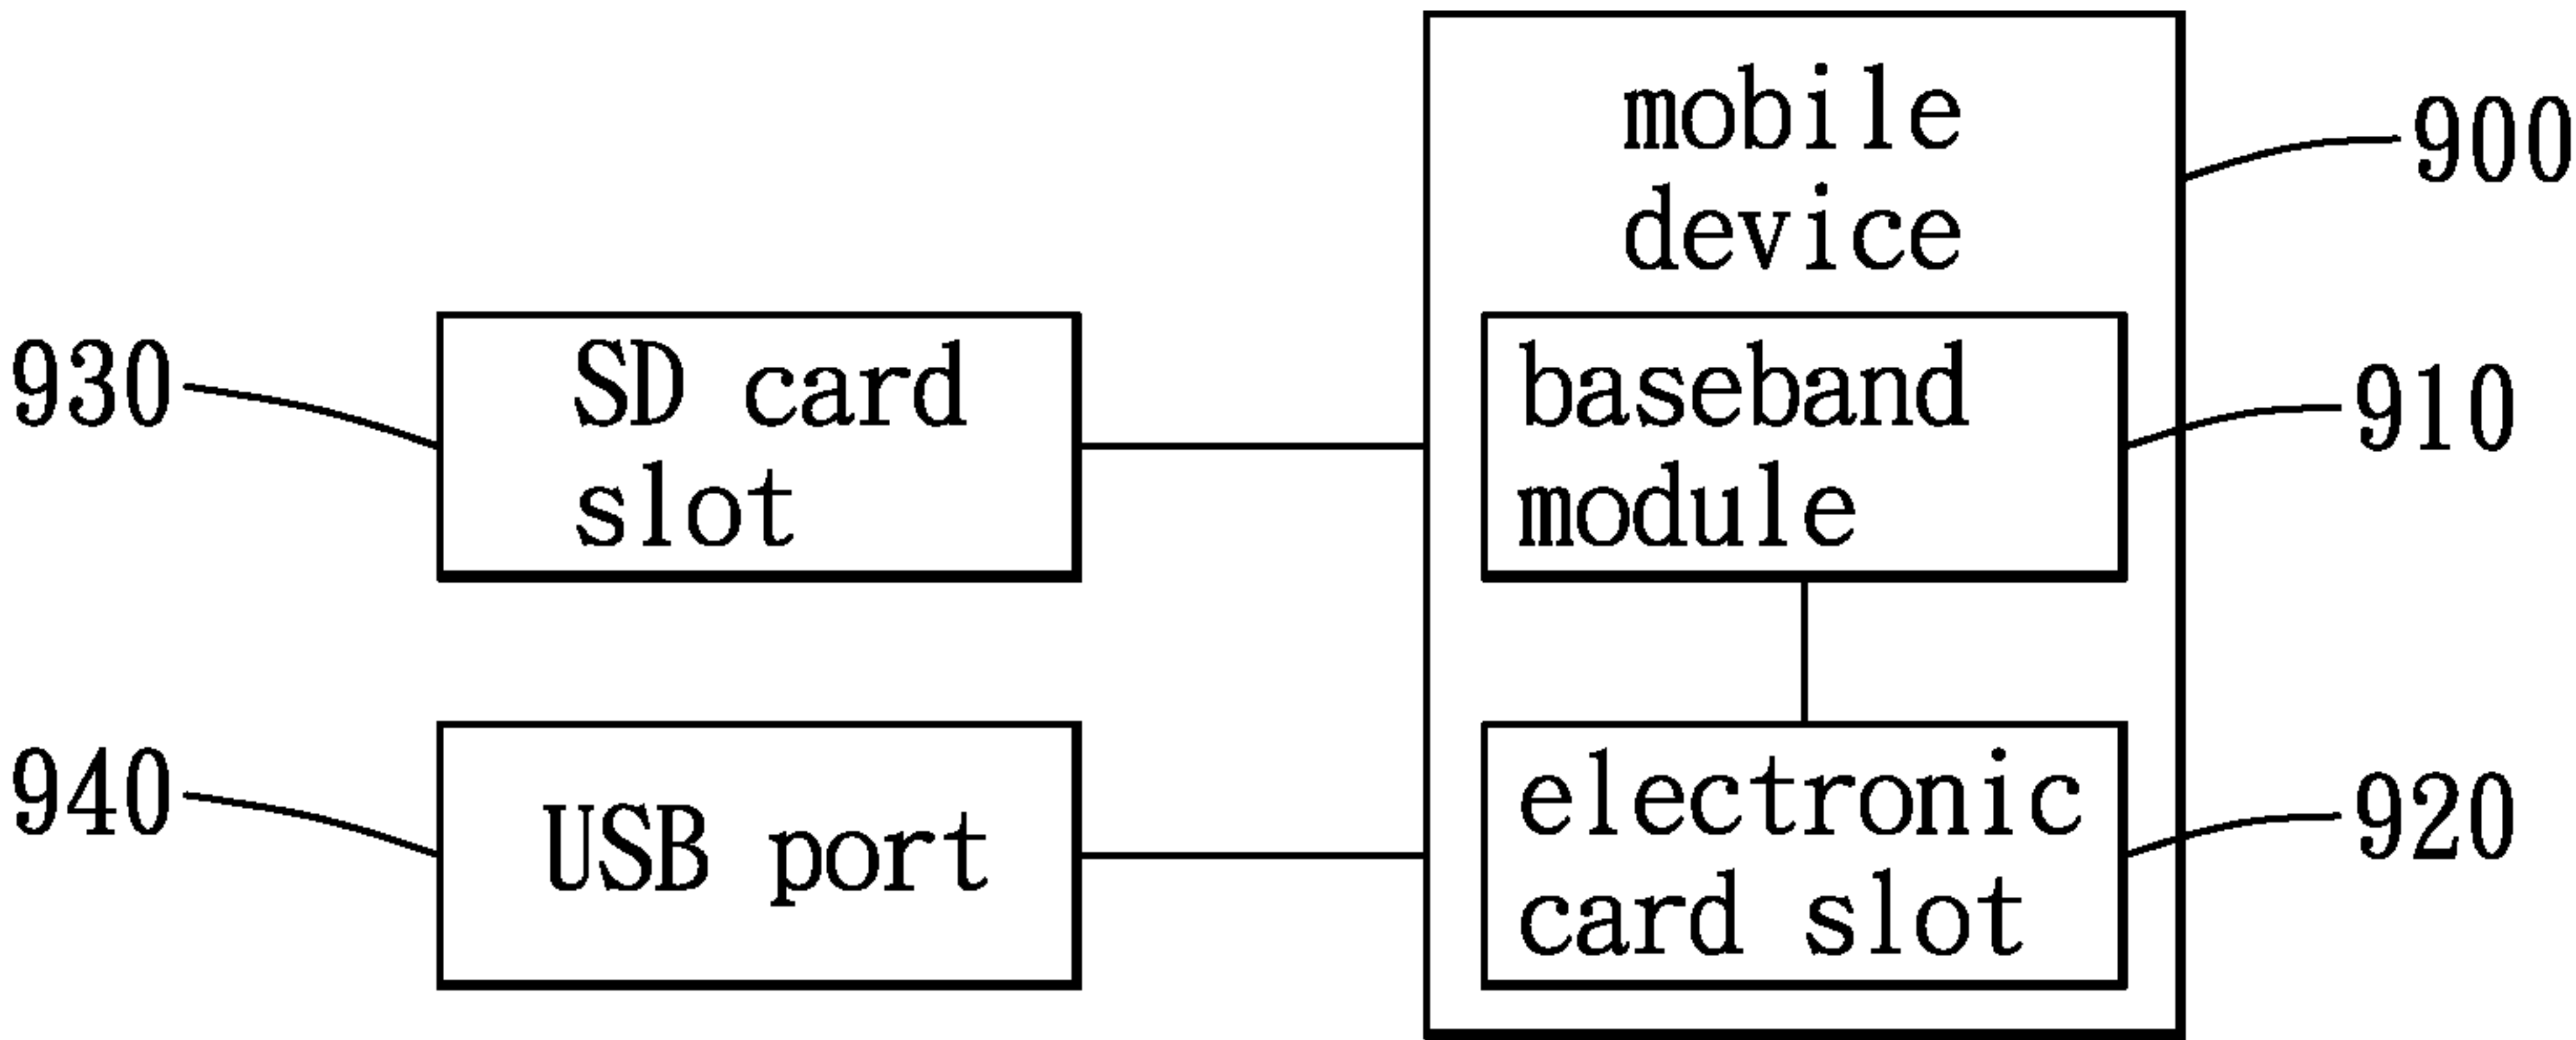 mobile
device
900
930
SD card
slot
baseband
module
910
940
USB port
electronic
card slot
920